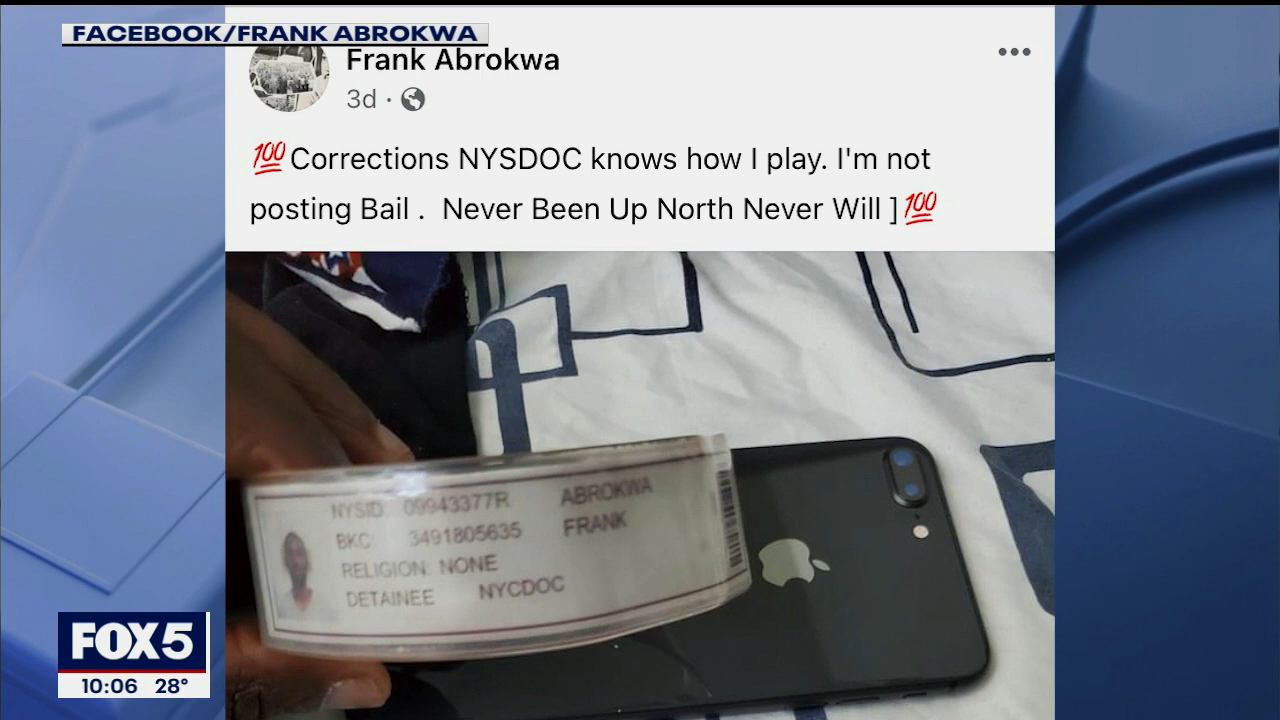 FACEBOOK/FRANK ABROKWA
Frank Abrokwa
3d ·
💯Corrections NYSDOC knows how I play. I'm not
posting Bail . Never Been Up North Never Will ]💯
NYSID 09943377R ABROKWA
BKC: 3491805635 FRANK
RELIGION: NONE
DETAINEE NYCDOC
FOX5
10:06 28°